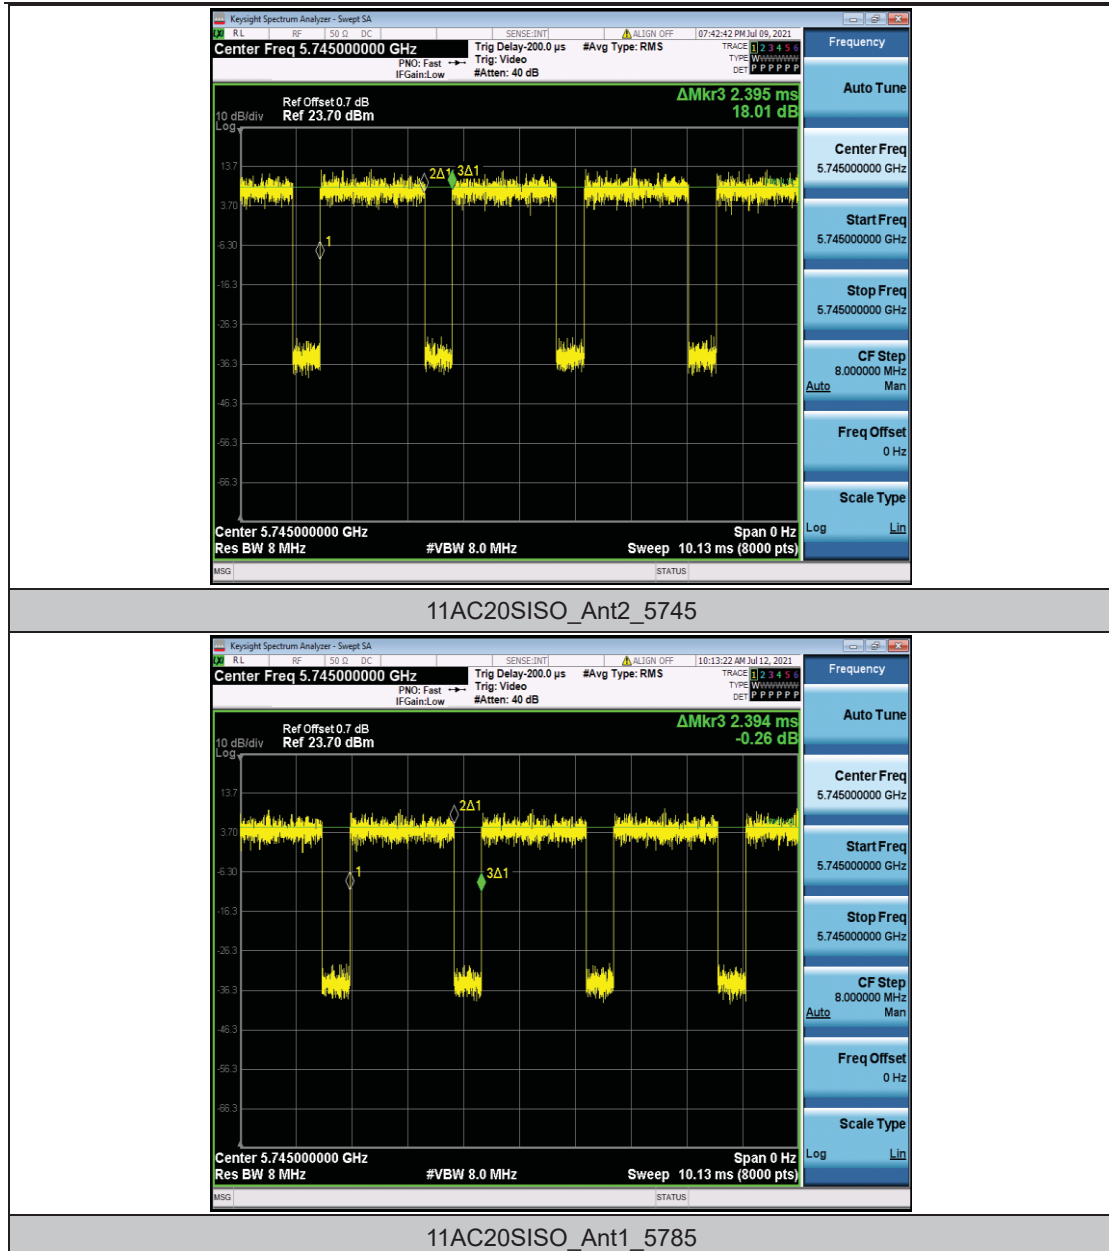 Keysight Spectrum Analyzer - Swept SA
LXI RL RF 50 Ω DC SENSE:INT ALIGN OFF 07:42:42 PM Jul 09, 2021
Center Freq 5.745000000 GHz
PNO: Fast
IFGain:Low
Trig Delay-200.0 µs
Trig: Video
#Atten: 40 dB
#Avg Type: RMS
TRACE 1 2 3 4 5 6
TYPE WWWWWW
DET P P P P P P
Frequency
Auto Tune
Ref Offset 0.7 dB
10 dB/div Ref 23.70 dBm
Log
ΔMkr3 2.395 ms
18.01 dB
13.7
3.70
-6.30
-16.3
-26.3
-36.3
-46.3
-56.3
-66.3
1
2Δ1
3Δ1
Center Freq
5.745000000 GHz
Start Freq
5.745000000 GHz
Stop Freq
5.745000000 GHz
CF Step
8.000000 MHz
Auto Man
Freq Offset
0 Hz
Scale Type
Log Lin
Center 5.745000000 GHz Span 0 Hz
Res BW 8 MHz #VBW 8.0 MHz Sweep 10.13 ms (8000 pts)
MSG STATUS
11AC20SISO_Ant2_5745
Keysight Spectrum Analyzer - Swept SA
LXI RL RF 50 Ω DC SENSE:INT ALIGN OFF 10:13:22 AM Jul 12, 2021
Center Freq 5.745000000 GHz
PNO: Fast
IFGain:Low
Trig Delay-200.0 µs
Trig: Video
#Atten: 40 dB
#Avg Type: RMS
TRACE 1 2 3 4 5 6
TYPE WWWWWW
DET P P P P P P
Frequency
Auto Tune
Ref Offset 0.7 dB
10 dB/div Ref 23.70 dBm
Log
ΔMkr3 2.394 ms
-0.26 dB
13.7
3.70
-6.30
-16.3
-26.3
-36.3
-46.3
-56.3
-66.3
1
2Δ1
3Δ1
Center Freq
5.745000000 GHz
Start Freq
5.745000000 GHz
Stop Freq
5.745000000 GHz
CF Step
8.000000 MHz
Auto Man
Freq Offset
0 Hz
Scale Type
Log Lin
Center 5.745000000 GHz Span 0 Hz
Res BW 8 MHz #VBW 8.0 MHz Sweep 10.13 ms (8000 pts)
MSG STATUS
11AC20SISO_Ant1_5785